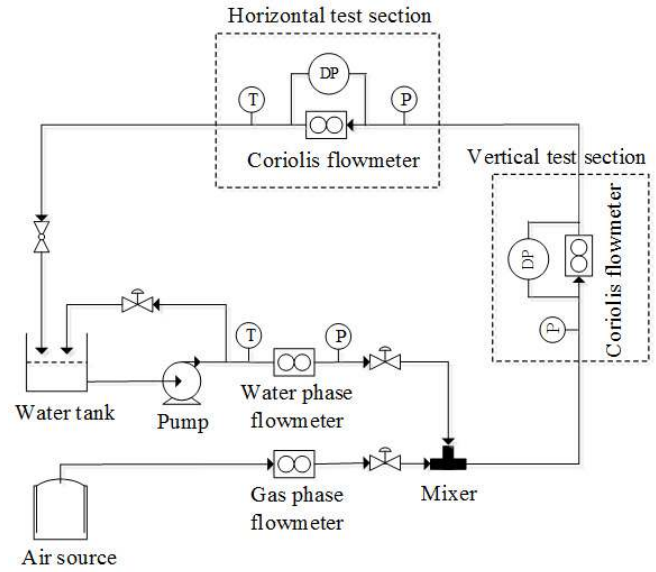 Horizontal test section
DP
T
P
Coriolis flowmeter
Vertical test section
DP
Coriolis flowmeter
P
T
P
Water tank
Pump
Water phase
flowmeter
Mixer
Gas phase
flowmeter
Air source